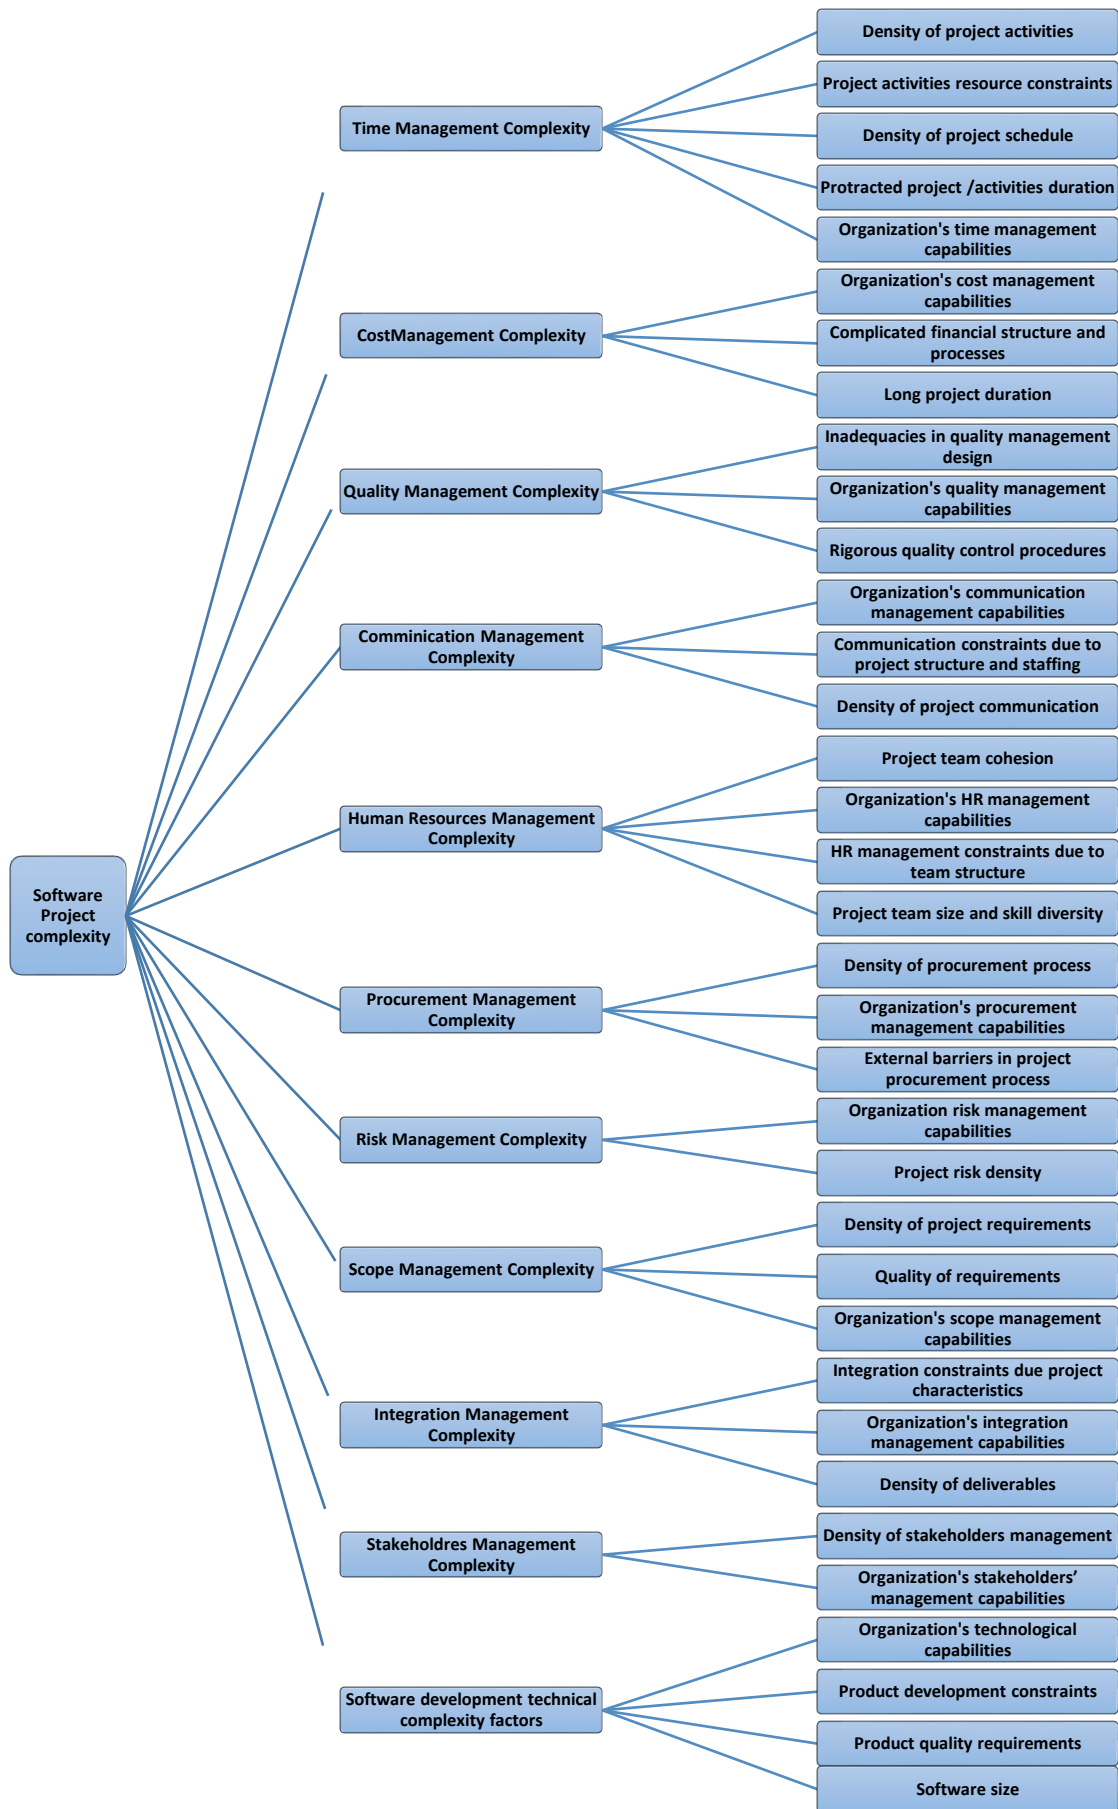 Software
Project
complexity
Time Management Complexity
Density of project activities
Project activities resource constraints
Density of project schedule
Protracted project /activities duration
Organization's time management
capabilities
CostManagement Complexity
Organization's cost management
capabilities
Complicated financial structure and
processes
Long project duration
Quality Management Complexity
Inadequacies in quality management
design
Organization's quality management
capabilities
Rigorous quality control procedures
Comminication Management
Complexity
Organization's communication
management capabilities
Communication constraints due to
project structure and staffing
Density of project communication
Human Resources Management
Complexity
Project team cohesion
Organization's HR management
capabilities
HR management constraints due to
team structure
Project team size and skill diversity
Procurement Management
Complexity
Density of procurement process
Organization's procurement
management capabilities
External barriers in project
procurement process
Risk Management Complexity
Organization risk management
capabilities
Project risk density
Scope Management Complexity
Density of project requirements
Quality of requirements
Organization's scope management
capabilities
Integration Management
Complexity
Integration constraints due project
characteristics
Organization's integration
management capabilities
Density of deliverables
Stakeholdres Management
Complexity
Density of stakeholders management
Organization's stakeholders’
management capabilities
Software development technical
complexity factors
Organization's technological
capabilities
Product development constraints
Product quality requirements
Software size